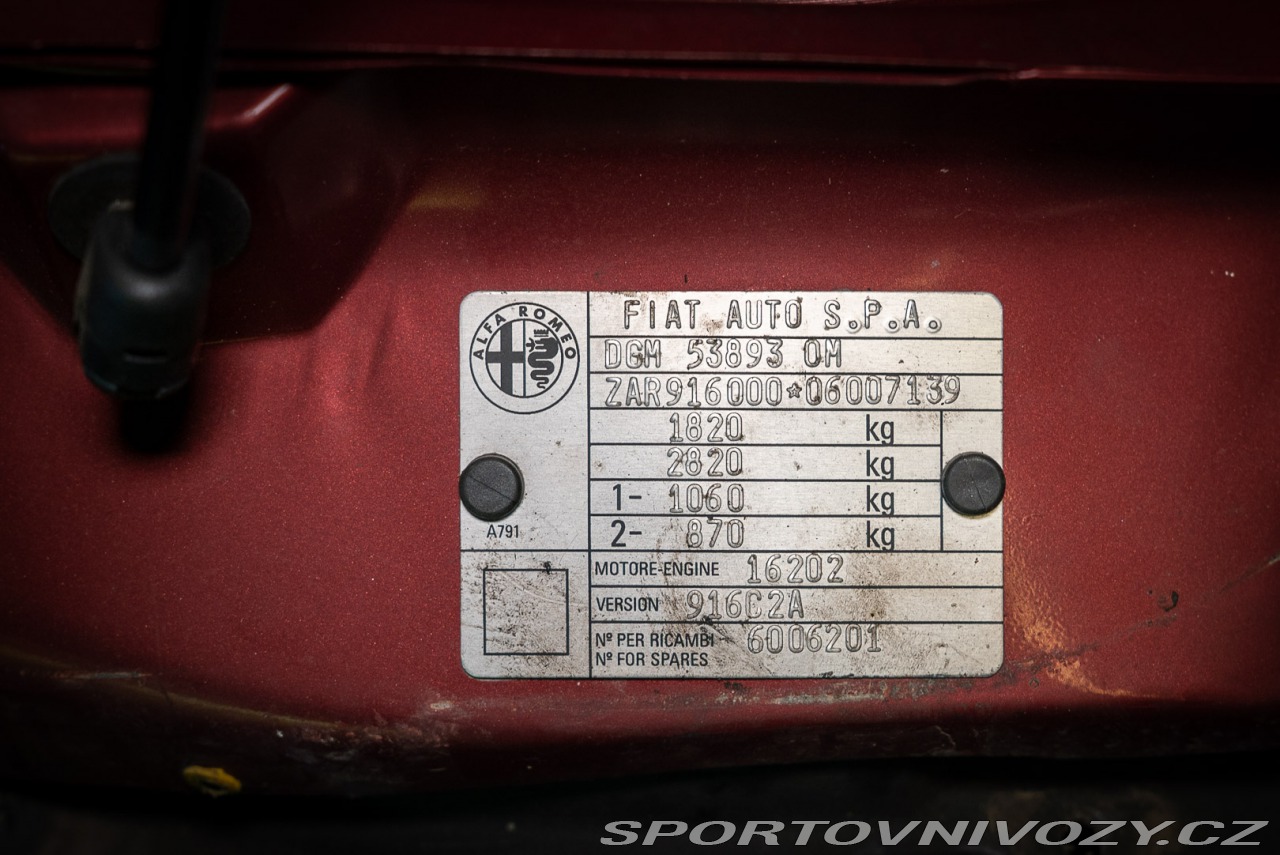 ALFA ROMEO
FIAT AUTO S.P.A.
DGM 53893 OM
ZAR916000*06007139
1820 kg
2820 kg
1- 1060 kg
2- 870 kg
A791
MOTORE-ENGINE 16202
VERSION 916C2A
Nº PER RICAMBI 6006201
Nº FOR SPARES
SPORTOVNIVOZY.CZ